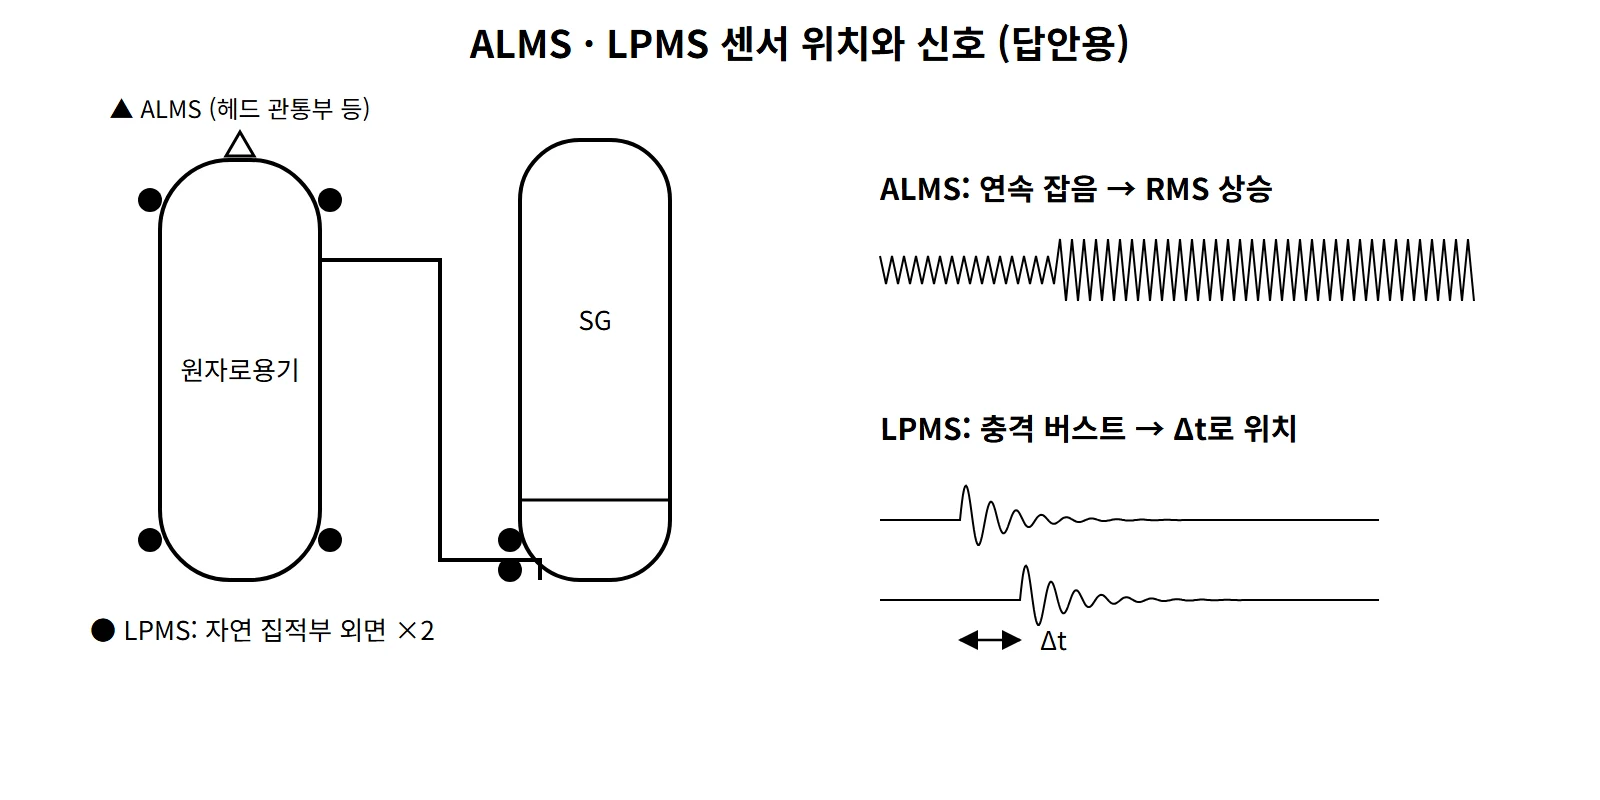 ALMS · LPMS 센서 위치와 신호 (답안용)
▲ ALMS (헤드 관통부 등)
원자로용기
SG
● LPMS: 자연 집적부 외면 ×2
ALMS: 연속 잡음 → RMS 상승
LPMS: 충격 버스트 → Δt로 위치
Δt